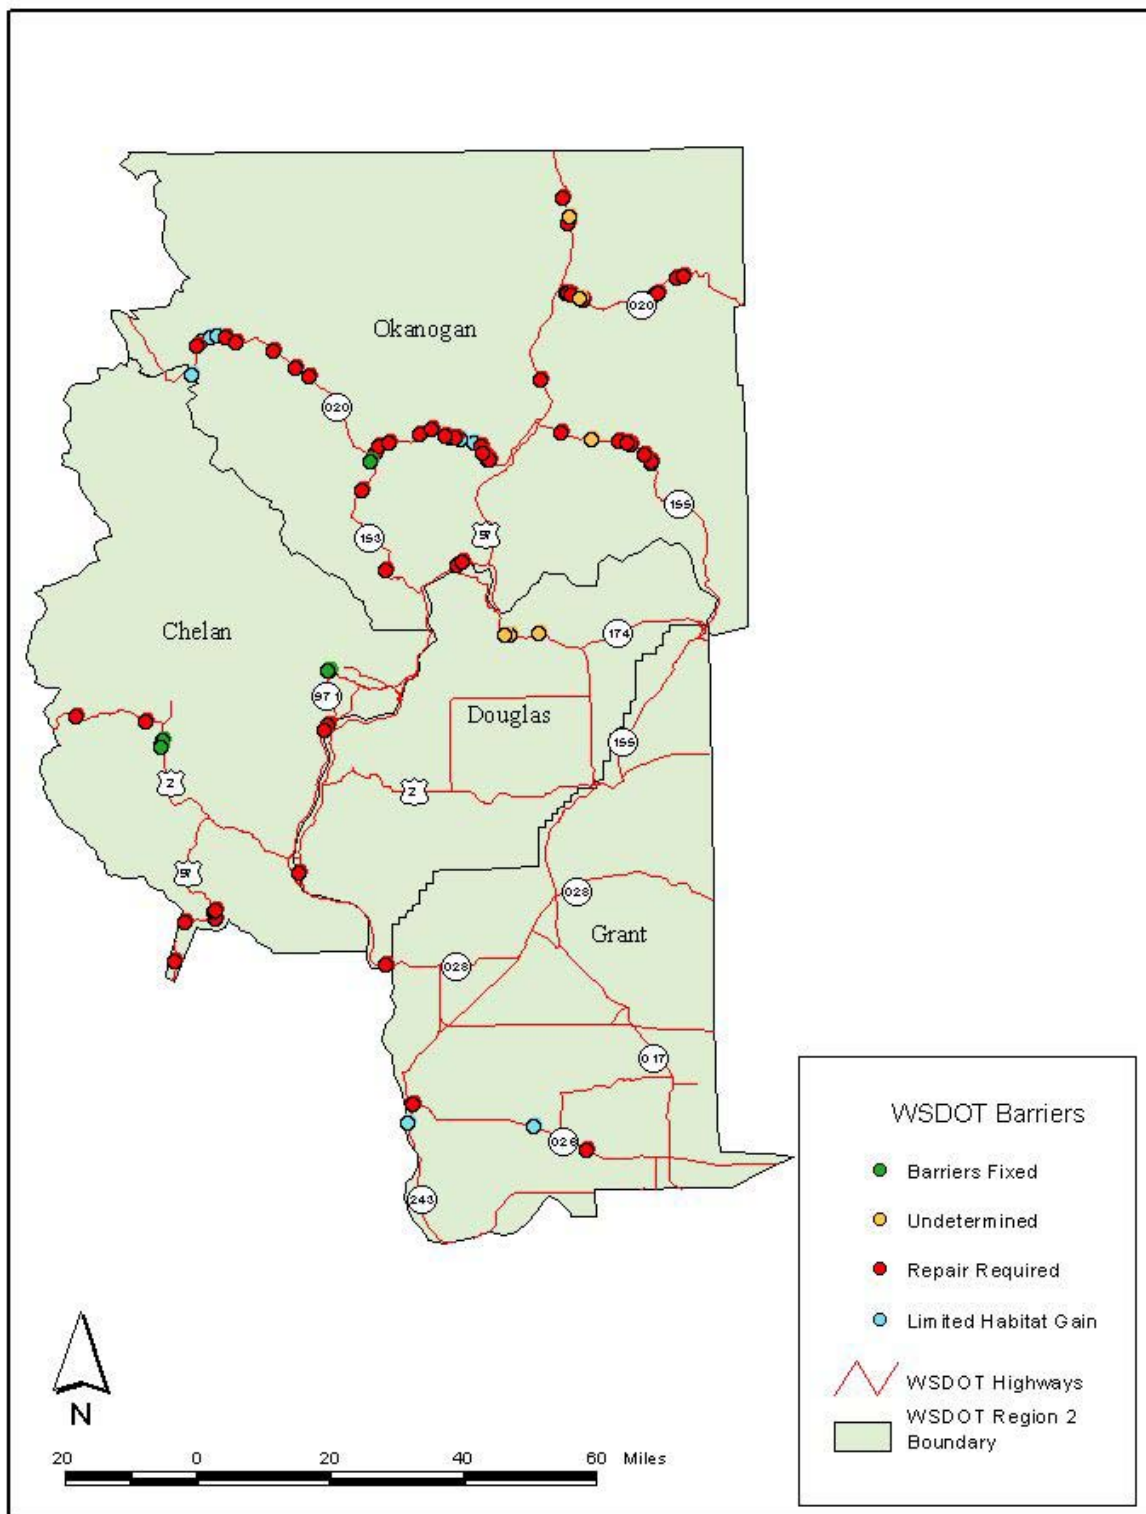 Okanogan
020
020
155
153
97
Chelan
174
971
Douglas
155
2
2
97
028
Grant
028
017
026
243
WSDOT Barriers
Barriers Fixed
Undetermined
Repair Required
Limited Habitat Gain
WSDOT Highways
WSDOT Region 2
Boundary
N
20 0 20 40 60 Miles